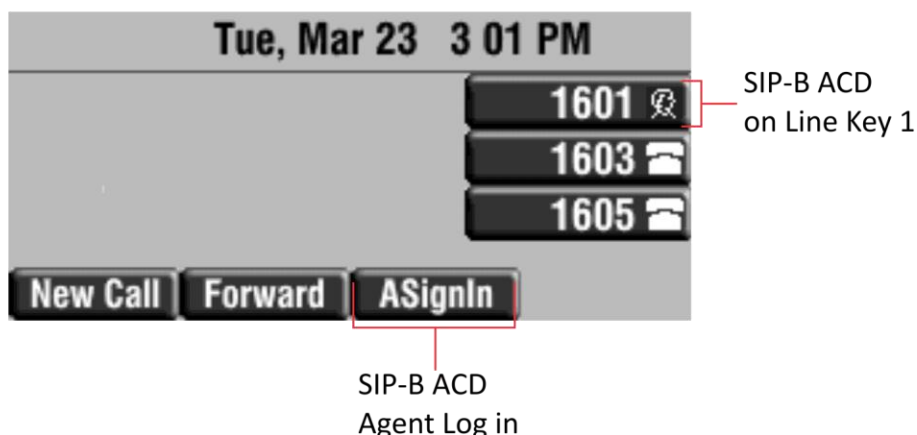 Tue, Mar 23 3 01 PM
1601
SIP-B ACD
on Line Key 1
1603
1605
New Call Forward ASignIn
SIP-B ACD
Agent Log in